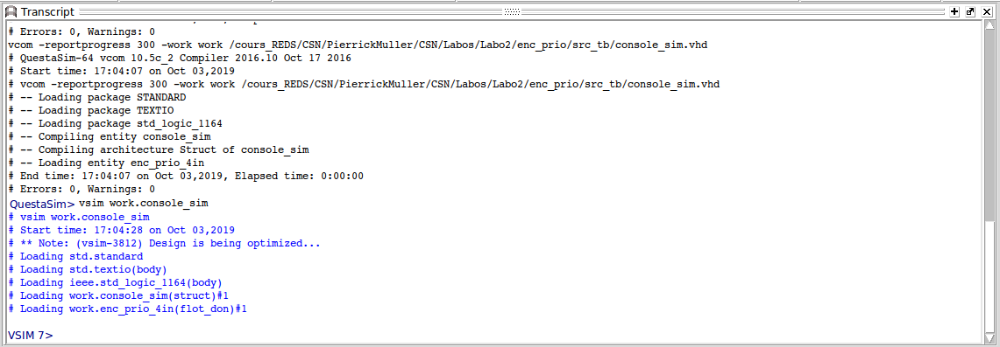 Transcript
# Errors: 0, Warnings: 0
vcom -reportprogress 300 -work work /cours_REDS/CSN/PierrickMuller/CSN/Labos/Labo2/enc_prio/src_tb/console_sim.vhd
# QuestaSim-64 vcom 10.5c_2 Compiler 2016.10 Oct 17 2016
# Start time: 17:04:07 on Oct 03,2019
# vcom -reportprogress 300 -work work /cours_REDS/CSN/PierrickMuller/CSN/Labos/Labo2/enc_prio/src_tb/console_sim.vhd
# -- Loading package STANDARD
# -- Loading package TEXTIO
# -- Loading package std_logic_1164
# -- Compiling entity console_sim
# -- Compiling architecture Struct of console_sim
# -- Loading entity enc_prio_4in
# End time: 17:04:07 on Oct 03,2019, Elapsed time: 0:00:00
# Errors: 0, Warnings: 0
QuestaSim> vsim work.console_sim
# vsim work.console_sim
# Start time: 17:04:28 on Oct 03,2019
# ** Note: (vsim-3812) Design is being optimized...
# Loading std.standard
# Loading std.textio(body)
# Loading ieee.std_logic_1164(body)
# Loading work.console_sim(struct)#1
# Loading work.enc_prio_4in(flot_don)#1
VSIM 7>